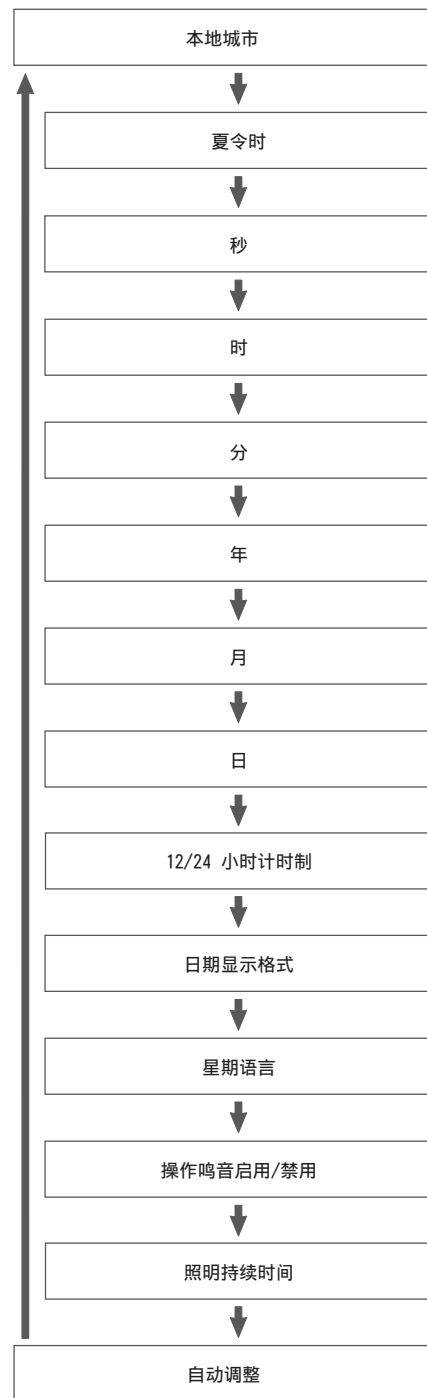 本地城市
夏令时
秒
时
分
年
月
日
12/24 小时计时制
日期显示格式
星期语言
操作鸣音启用/禁用
照明持续时间
自动调整